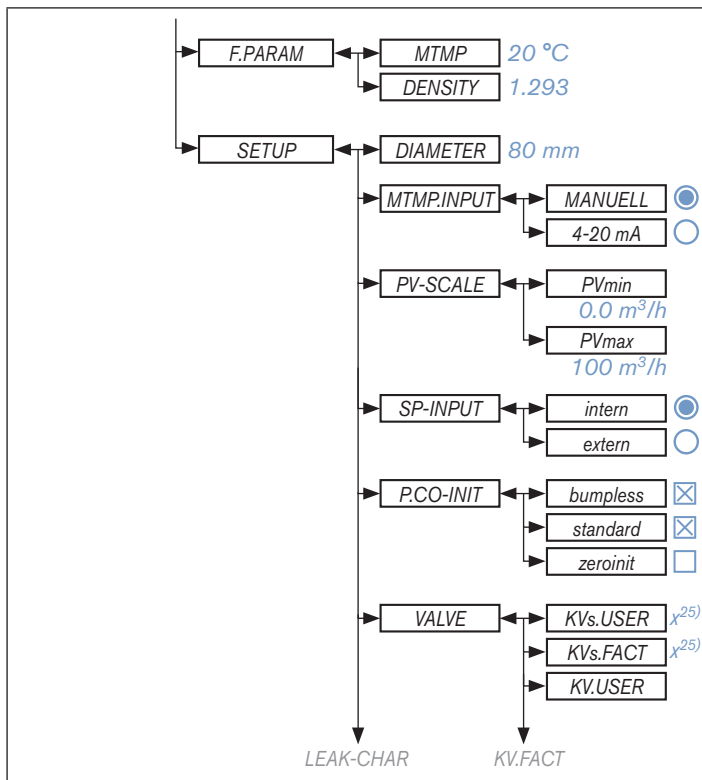 F.PARAM MTMP 20 °C
DENSITY 1.293
SETUP DIAMETER 80 mm
MTMP.INPUT MANUELL
4-20 mA
PV-SCALE PVmin
0.0 m³/h
PVmax
100 m³/h
SP-INPUT intern
extern
P.CO-INIT bumpless
standard
zeroinit
VALVE KVs.USER x²⁵⁾
KVs.FACT x²⁵⁾
KV.USER
LEAK-CHAR KV.FACT